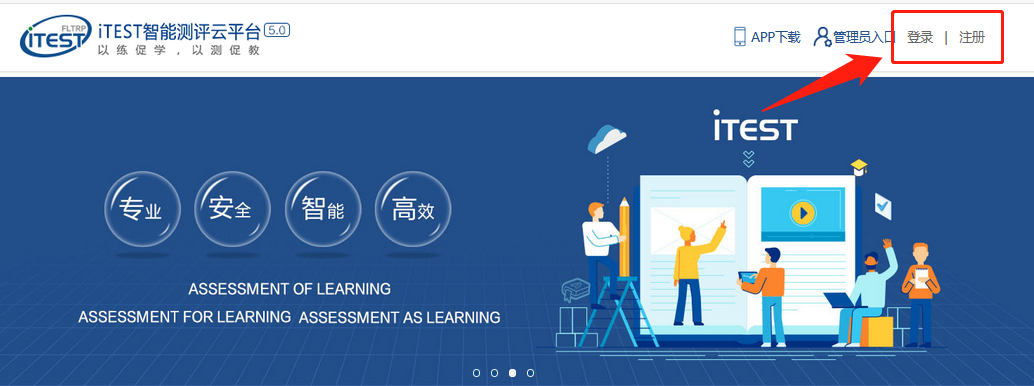 FLTRP
iTEST
iTEST智能测评云平台 5.0
以练促学，以测促教
APP下载
管理员入口
登录 | 注册
iTEST
专业
安全
智能
高效
ASSESSMENT OF LEARNING
ASSESSMENT FOR LEARNING ASSESSMENT AS LEARNING